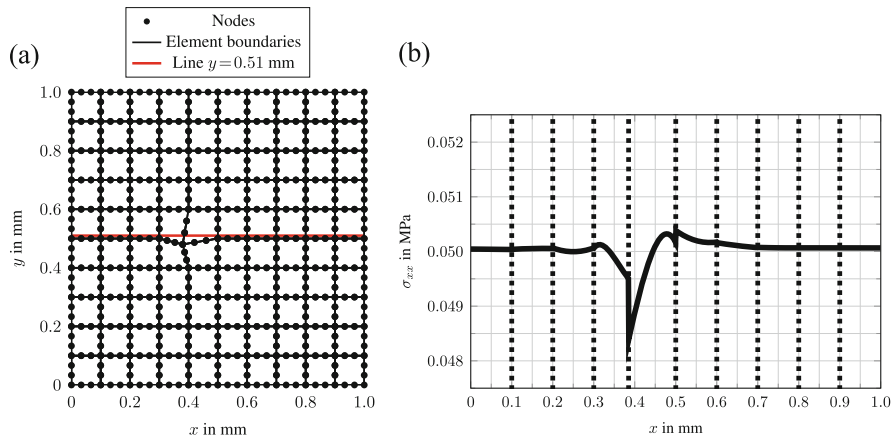 Nodes
Element boundaries
Line y = 0.51 mm
(a)
1.0
0.8
0.6
0.4
0.2
0
y in mm
0 0.2 0.4 0.6 0.8 1.0
x in mm
(b)
0.052
0.051
0.050
0.049
0.048
σxx in MPa
0 0.1 0.2 0.3 0.4 0.5 0.6 0.7 0.8 0.9 1.0
x in mm